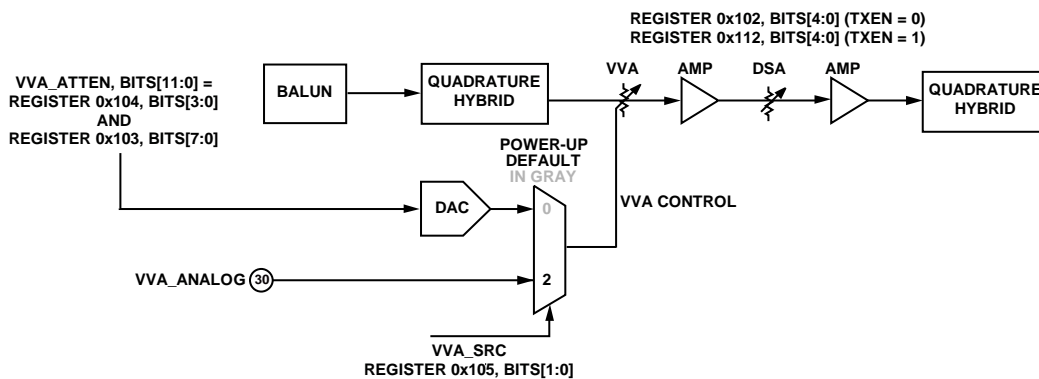 REGISTER 0x102, BITS[4:0] (TXEN = 0)
REGISTER 0x112, BITS[4:0] (TXEN = 1)
VVA_ATTEN, BITS[11:0] =
REGISTER 0x104, BITS[3:0]
AND
REGISTER 0x103, BITS[7:0]
BALUN
QUADRATURE
HYBRID
VVA
AMP
DSA
AMP
QUADRATURE
HYBRID
POWER-UP
DEFAULT
IN GRAY
DAC
0
VVA CONTROL
VVA_ANALOG
30
2
VVA_SRC
REGISTER 0x105, BITS[1:0]